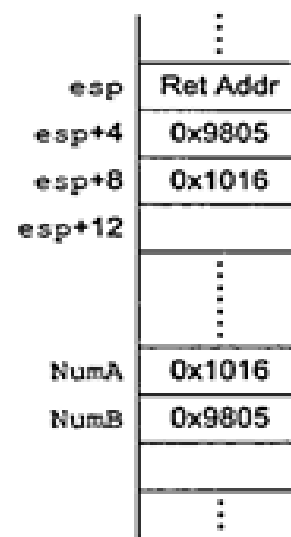 esp Ret Addr
esp+4 0x9805
esp+8 0x1016
esp+12
NumA 0x1016
NumB 0x9805